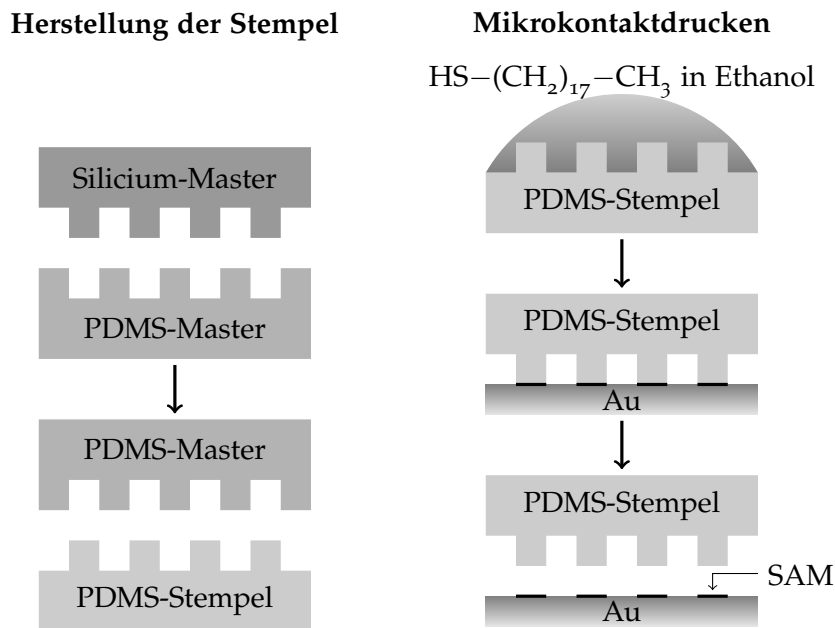 Herstellung der Stempel
Silicium-Master
PDMS-Master
PDMS-Master
PDMS-Stempel
Mikrokontaktdrucken
HS−(CH₂)₁₇−CH₃ in Ethanol
PDMS-Stempel
PDMS-Stempel
Au
PDMS-Stempel
SAM
Au